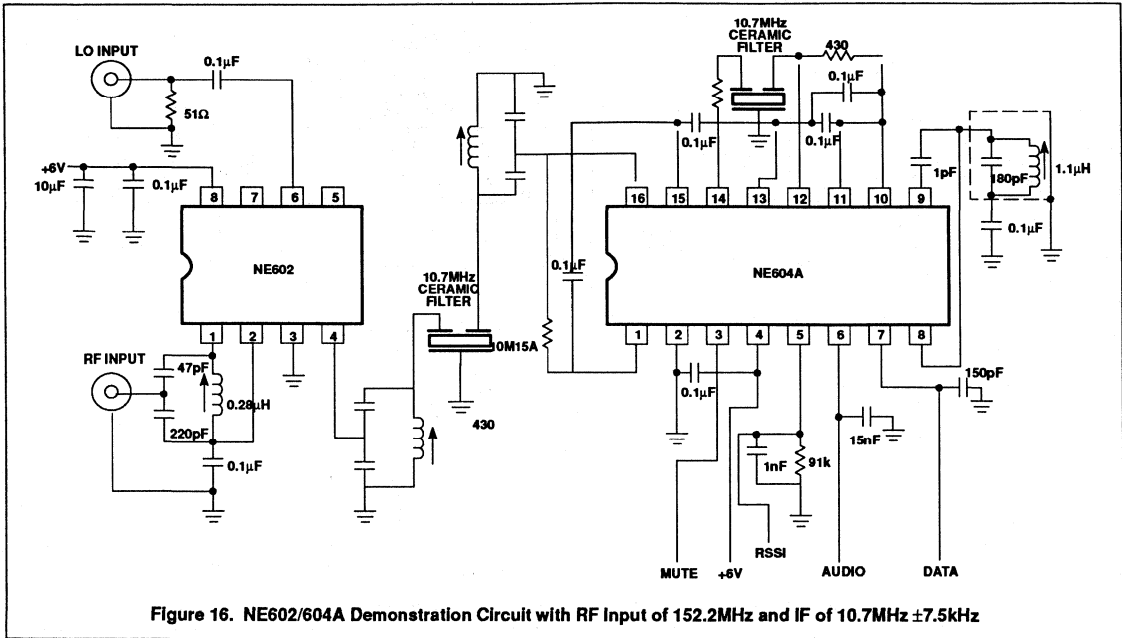 LO INPUT
0.1µF
51Ω
+6V
10µF
0.1µF
8
7
6
5
NE602
1
2
3
4
RF INPUT
47pF
0.28µH
220pF
0.1µF
10.7MHz
CERAMIC
FILTER
10M15A
430
0.1µF
10.7MHz
CERAMIC
FILTER
430
0.1µF
0.1µF
0.1µF
1pF
180pF
1.1µH
0.1µF
16
15
14
13
12
11
10
9
NE604A
1
2
3
4
5
6
7
8
0.1µF
150pF
15nF
1nF
91k
RSSI
MUTE
+6V
AUDIO
DATA
Figure 16. NE602/604A Demonstration Circuit with RF Input of 152.2MHz and IF of 10.7MHz ±7.5kHz